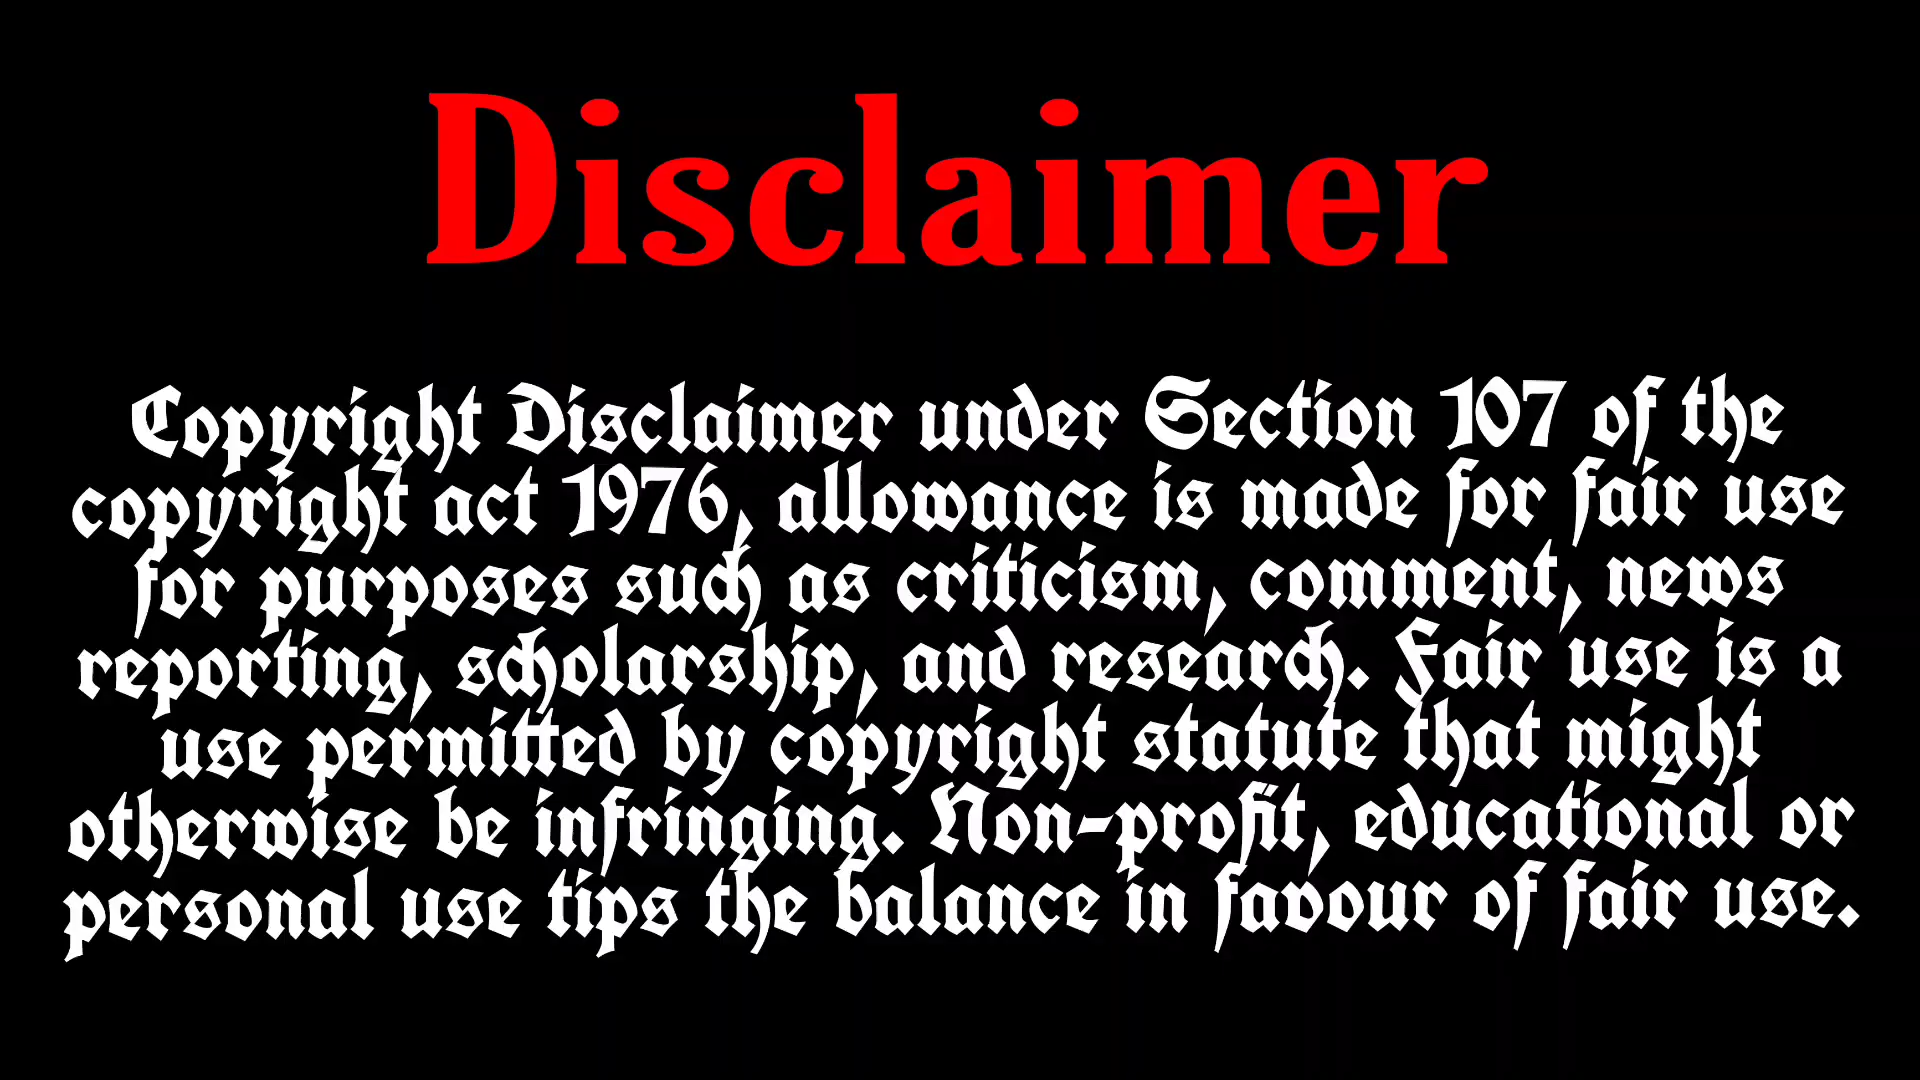 Disclaimer
Copyright Disclaimer under Section 107 of the
copyright act 1976, allowance is made for fair use
for purposes such as criticism, comment, news
reporting, scholarship, and research. Fair use is a
use permitted by copyright statute that might
otherwise be infringing. Non-profit, educational or
personal use tips the balance in favour of fair use.